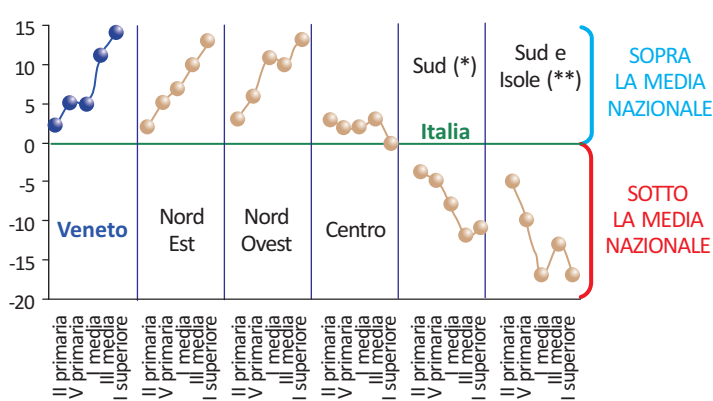 15
10
5
0
-5
-10
-15
-20
Veneto
Nord
Est
Nord
Ovest
Centro
Sud (*)
Italia
Sud e
Isole (**)
SOPRA
LA MEDIA
NAZIONALE
SOTTO
LA MEDIA
NAZIONALE
II primaria
V primaria
I media
III media
I superiore
II primaria
V primaria
I media
III media
I superiore
II primaria
V primaria
I media
III media
I superiore
II primaria
V primaria
I media
III media
I superiore
II primaria
V primaria
I media
III media
I superiore
II primaria
V primaria
I media
III media
I superiore